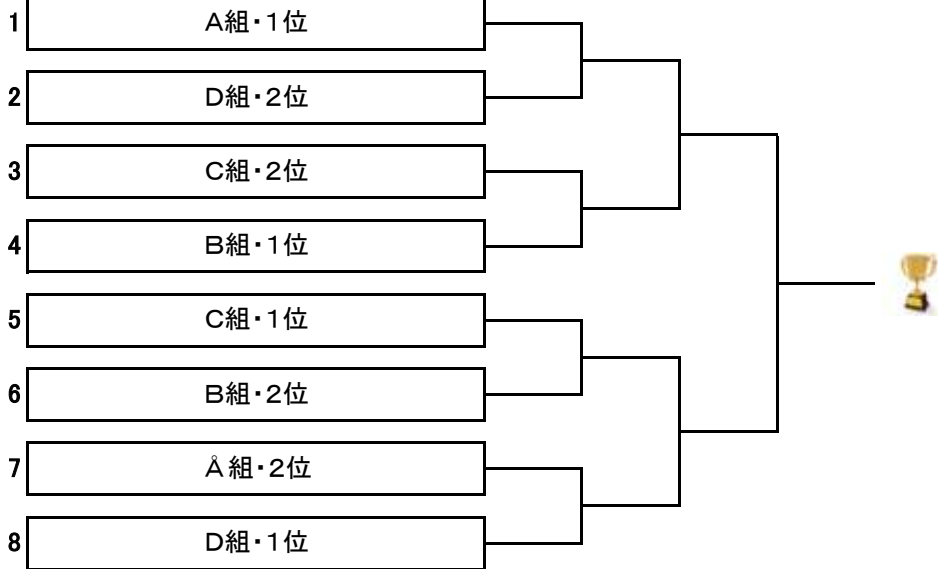 1 A組・1位
2 D組・2位
3 C組・2位
4 B組・1位
5 C組・1位
6 B組・2位
7 Å組・2位
8 D組・1位